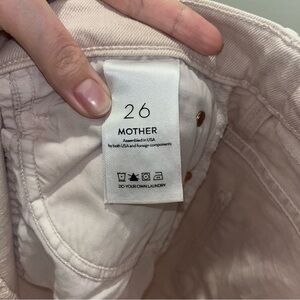 26
MOTHER
Assembled in USA
by both USA and foreign components
DO YOUR OWN LAUNDRY